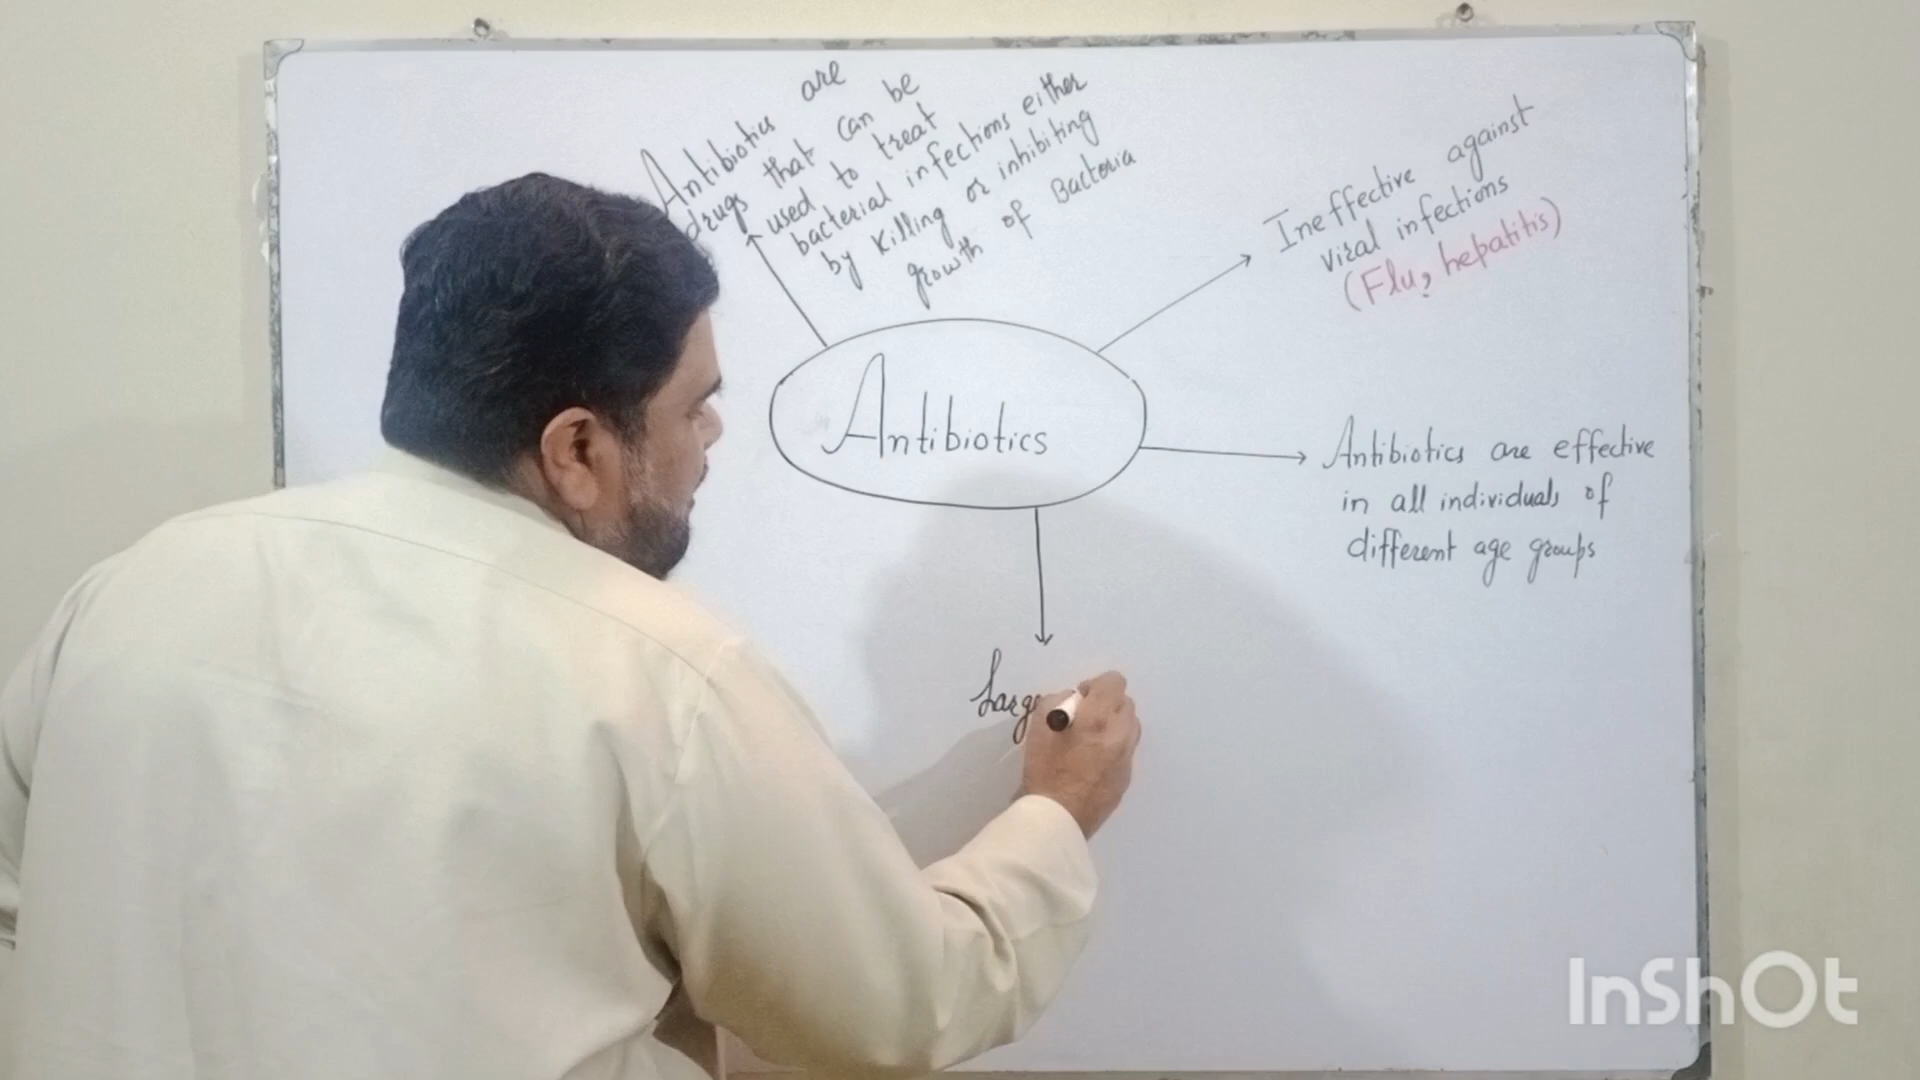 Antibiotics are
drugs that can be
used to treat
bacterial infections either
by killing or inhibiting
growth of Bacteria
Ineffective against
viral infections
(Flu, hepatitis)
Antibiotics
Antibiotics are effective
in all individuals of
different age groups
Larg
InShOt